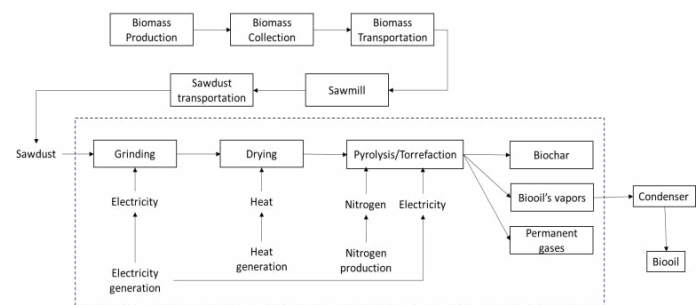 Biomass
Production
Biomass
Collection
Biomass
Transportation
Sawdust
transportation
Sawmill
Sawdust
Grinding
Drying
Pyrolysis/Torrefaction
Biochar
Electricity
Heat
Nitrogen
Electricity
Biooil's vapors
Condenser
Permanent
gases
Electricity
generation
Heat
generation
Nitrogen
production
Biooil